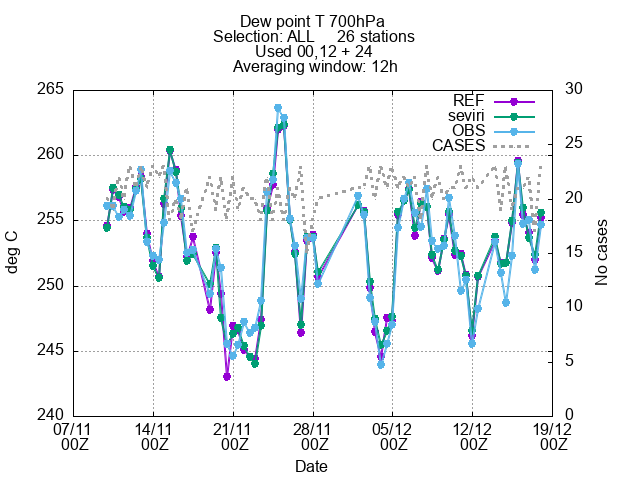 Dew point T 700hPa
Selection: ALL     26 stations
Used 00,12 + 24
Averaging window: 12h
265
260
255
250
245
240
30
25
20
15
10
5
0
REF
seviri
OBS
CASES
deg C
No cases
07/11 14/11 21/11 28/11 05/12 12/12 19/12
00Z 00Z 00Z 00Z 00Z 00Z 00Z
Date